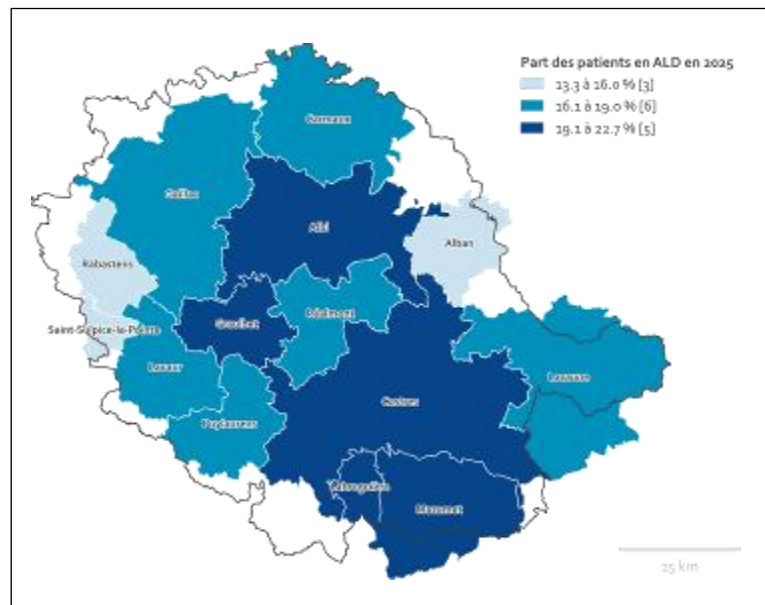 Part des patients en ALD en 2025
13.3 à 16.0 % [3]
16.1 à 19.0 % [6]
19.1 à 22.7 % [5]
Carmaux
Gaillac
Albi
Alban
Rabastens
Graulhet
Réalmont
Saint-Sulpice-la-Pointe
Lavaur
Lacaune
Castres
Puylaurens
Labruguière
Mazamet
25 km